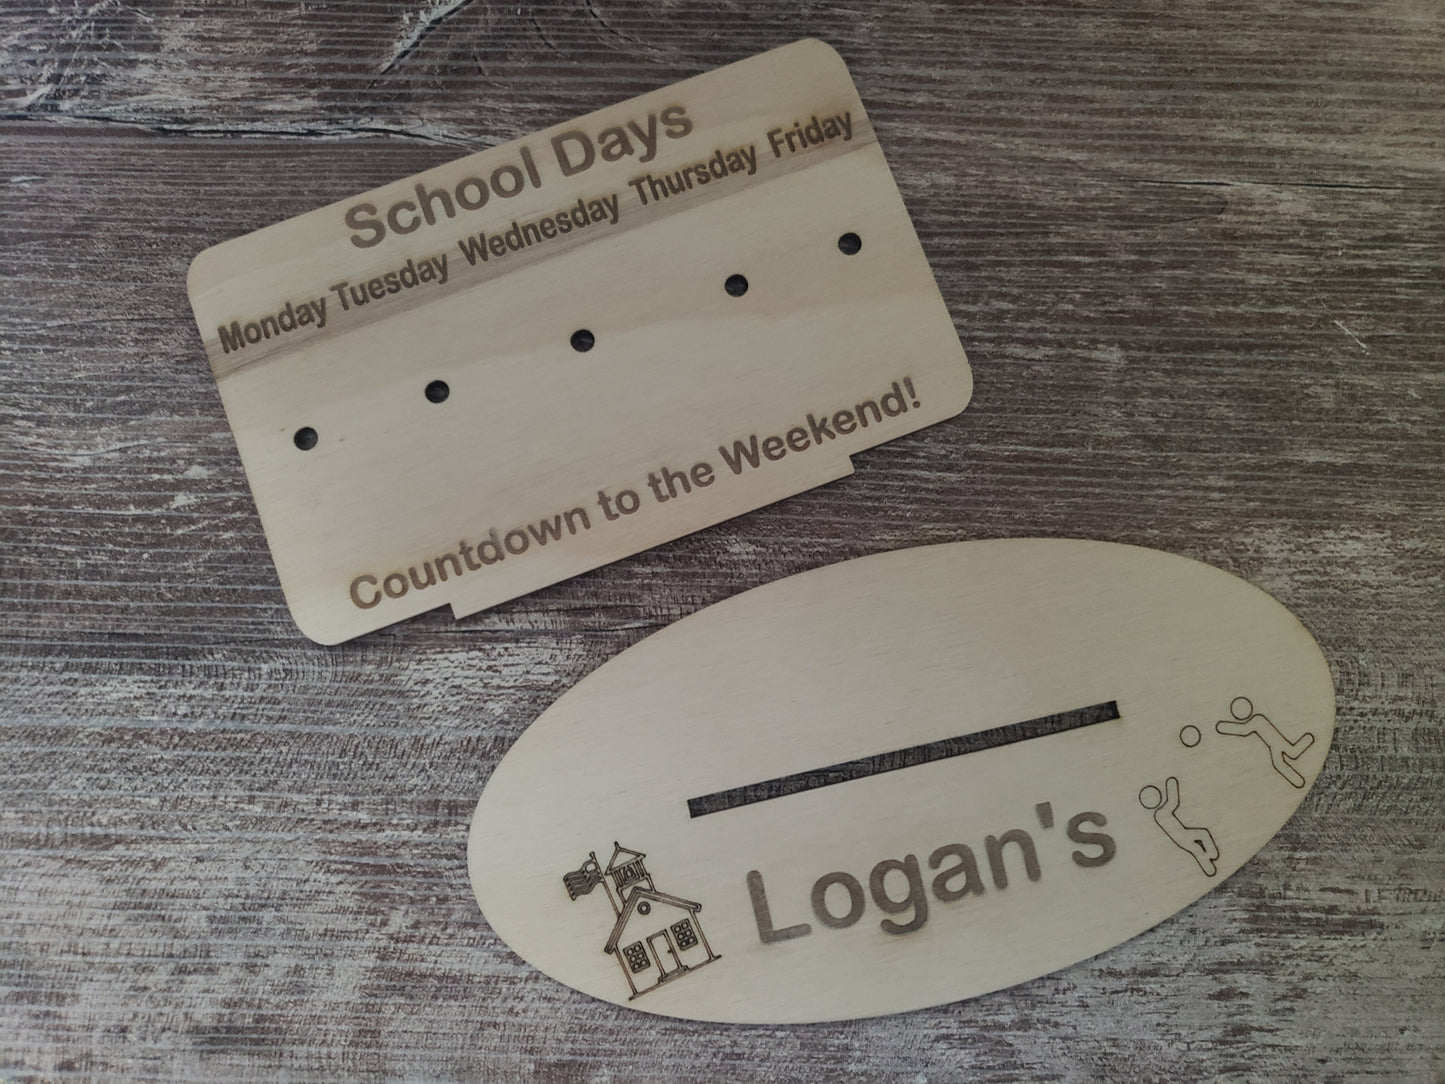 School Days
Monday Tuesday Wednesday Thursday Friday
Countdown to the Weekend!
Logan's